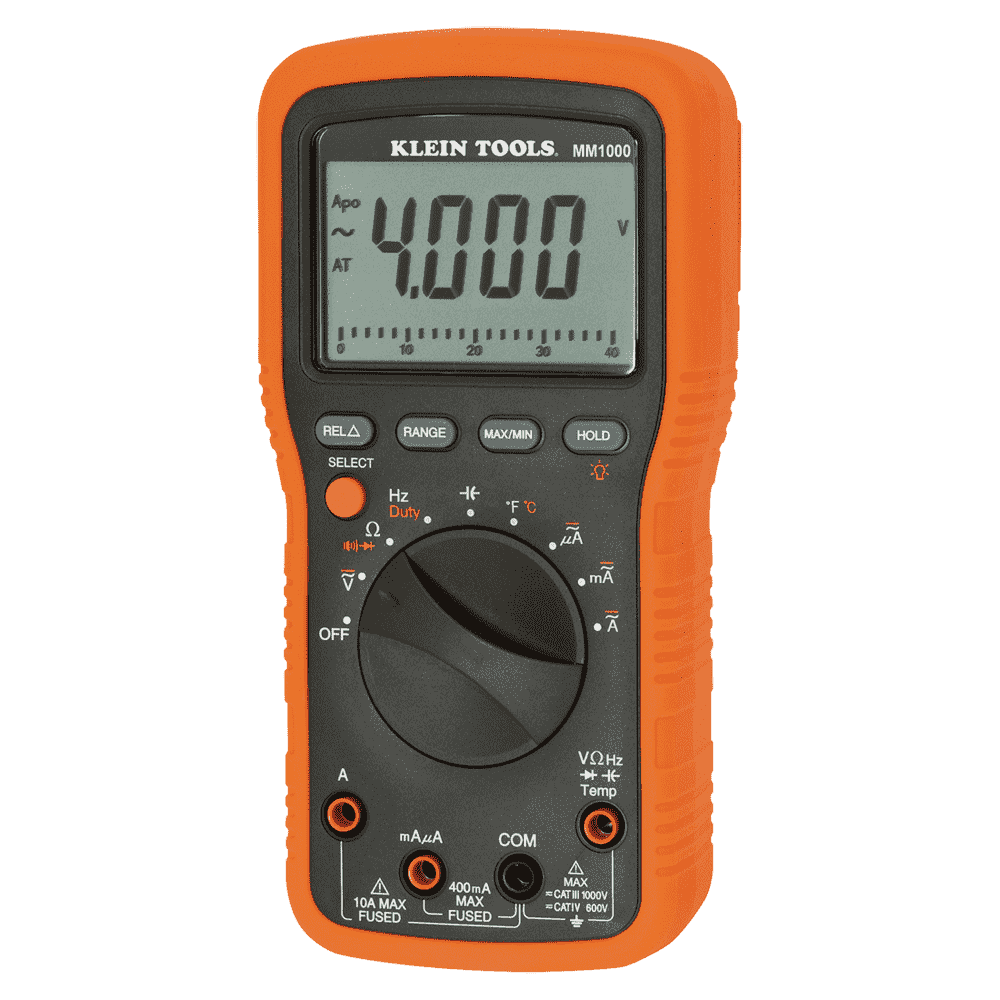 KLEIN TOOLS® MM1000
Apo
~
AT
4.000 V
0 10 20 30 40
REL△ RANGE MAX/MIN HOLD
SELECT
Hz
Duty
°F °C
Ω
μA
V
mA
OFF
A
A
VΩHz
Temp
mAμA
COM
10A MAX
FUSED
400mA
MAX
FUSED
MAX
CAT III 1000V
CAT IV 600V